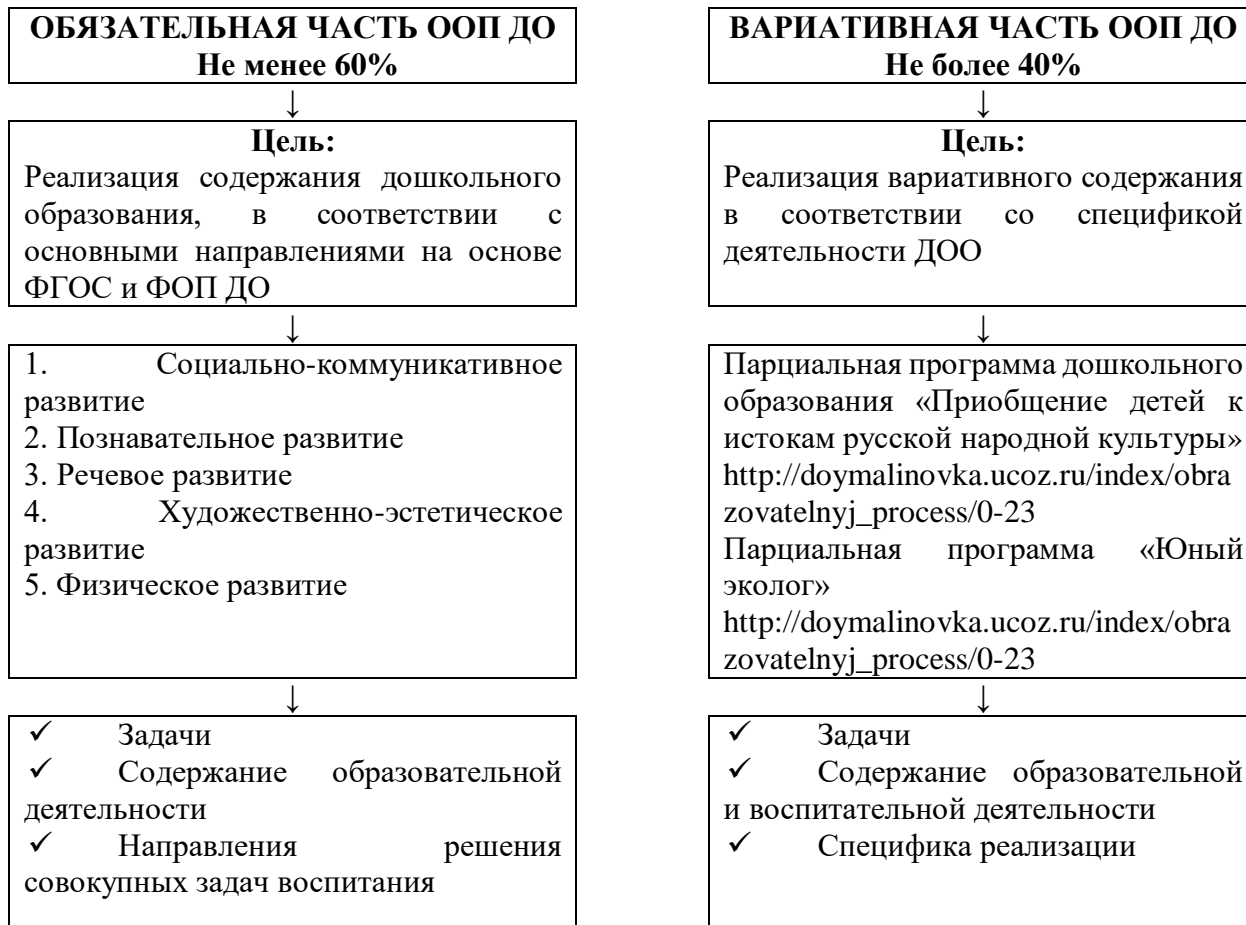 ОБЯЗАТЕЛЬНАЯ ЧАСТЬ ООП ДО
Не менее 60%
↓
Цель:
Реализация содержания дошкольного
образования, в соответствии с
основными направлениями на основе
ФГОС и ФОП ДО
↓
1. Социально-коммуникативное
развитие
2. Познавательное развитие
3. Речевое развитие
4. Художественно-эстетическое
развитие
5. Физическое развитие
↓
✓ Задачи
✓ Содержание образовательной
деятельности
✓ Направления решения
совокупных задач воспитания
ВАРИАТИВНАЯ ЧАСТЬ ООП ДО
Не более 40%
↓
Цель:
Реализация вариативного содержания
в соответствии со спецификой
деятельности ДОО
↓
Парциальная программа дошкольного
образования «Приобщение детей к
истокам русской народной культуры»
http://doymalinovka.ucoz.ru/index/obra
zovatelnyj_process/0-23
Парциальная программа «Юный
эколог»
http://doymalinovka.ucoz.ru/index/obra
zovatelnyj_process/0-23
↓
✓ Задачи
✓ Содержание образовательной
и воспитательной деятельности
✓ Специфика реализации